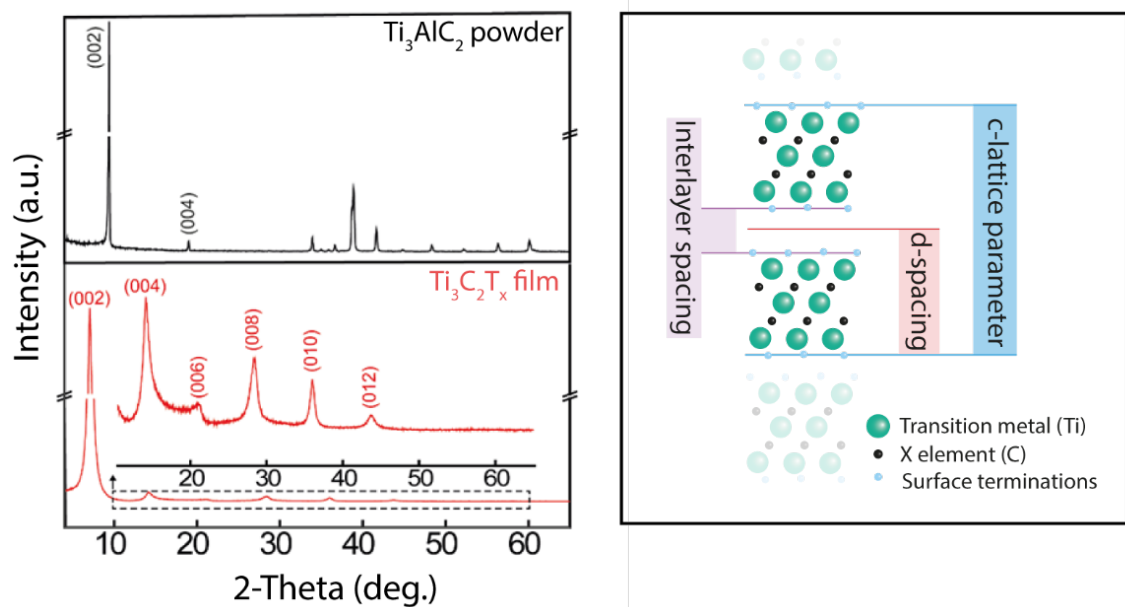 Ti₃AlC₂ powder
(002)
(004)
Intensity (a.u.)
Ti₃C₂Tₓ film
(002)
(004)
(006)
(008)
(010)
(012)
20 30 40 50 60
10 20 30 40 50 60
2-Theta (deg.)
Interlayer spacing
d-spacing
c-lattice parameter
Transition metal (Ti)
X element (C)
Surface terminations